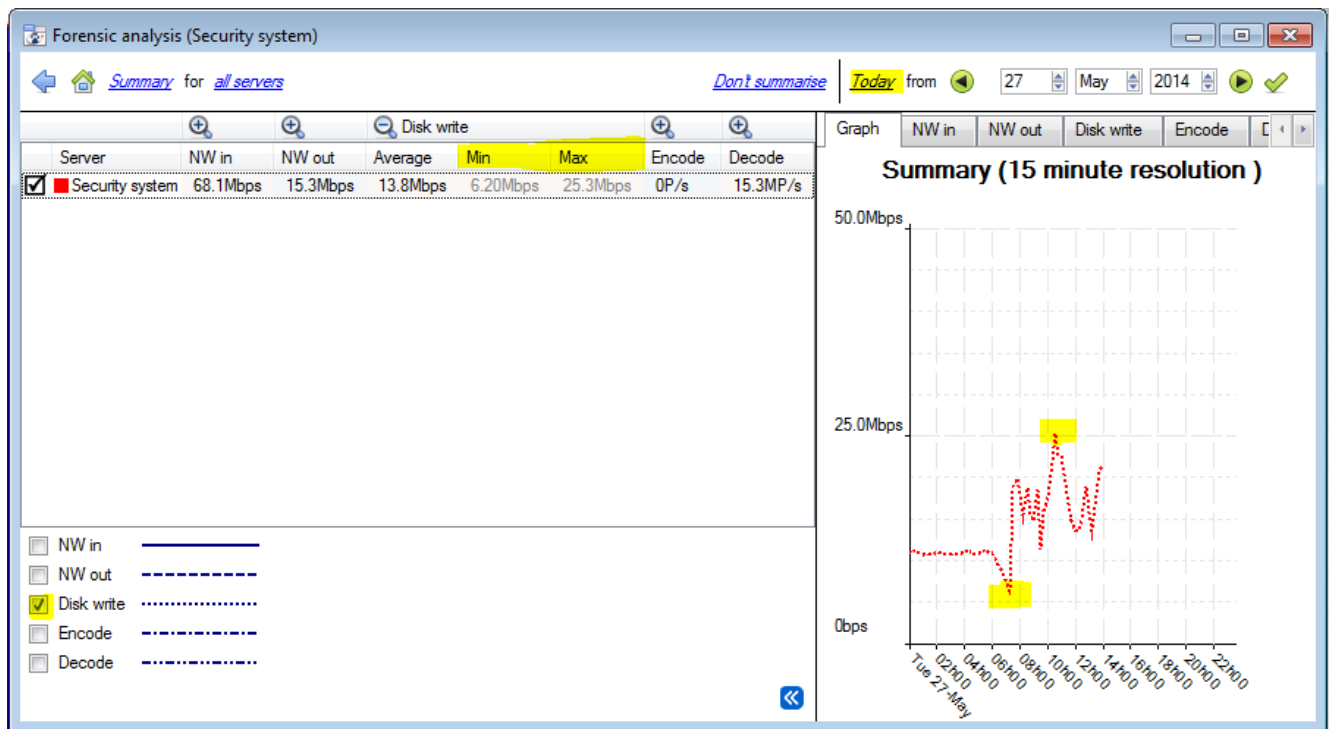 Forensic analysis (Security system)
Summary for all servers Don't summarise Today from 27 May 2014
Disk write
Server NW in NW out Average Min Max Encode Decode
Security system 68.1Mbps 15.3Mbps 13.8Mbps 6.20Mbps 25.3Mbps 0P/s 15.3MP/s
NW in
NW out
Disk write
Encode
Decode
Graph NW in NW out Disk write Encode
Summary (15 minute resolution )
50.0Mbps
25.0Mbps
0bps
Tue 27-May 02h00 04h00 06h00 08h00 10h00 12h00 14h00 16h00 18h00 20h00 22h00